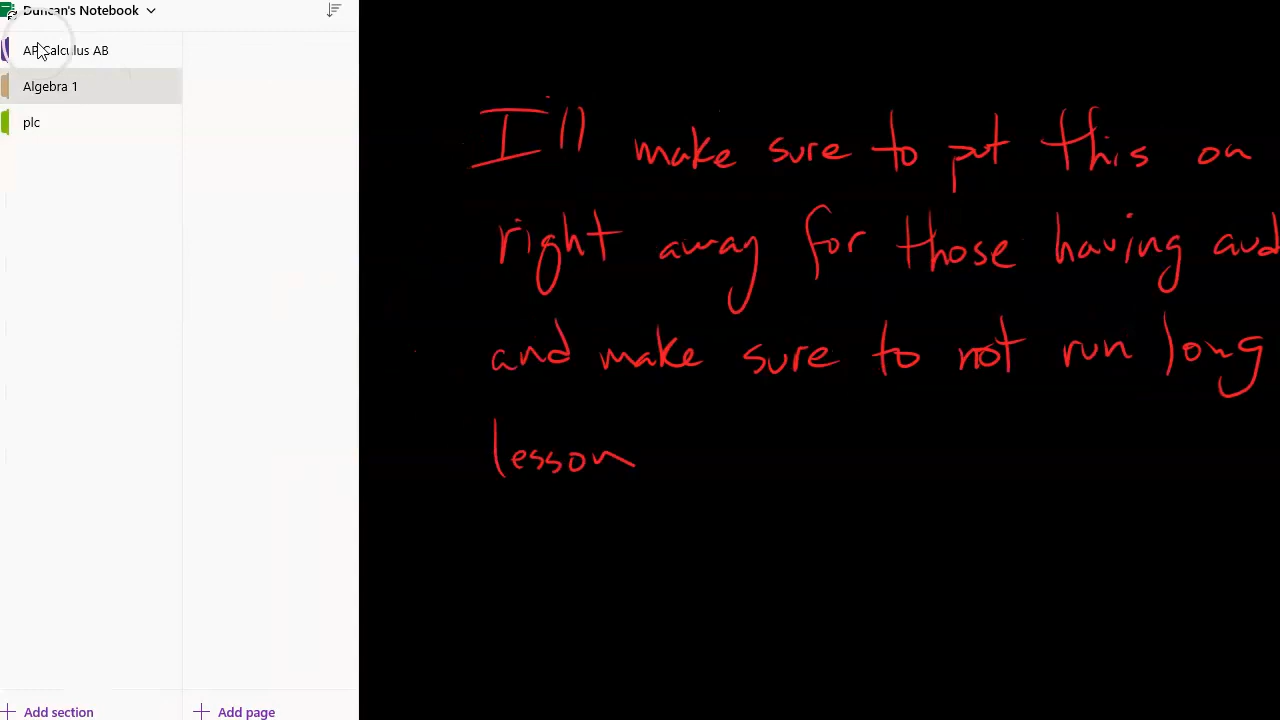 Duncan's Notebook
AP Calculus AB
Algebra 1
plc
I'll make sure to put this on
right away for those having aud
and make sure to not run long
lesson
Add section
Add page